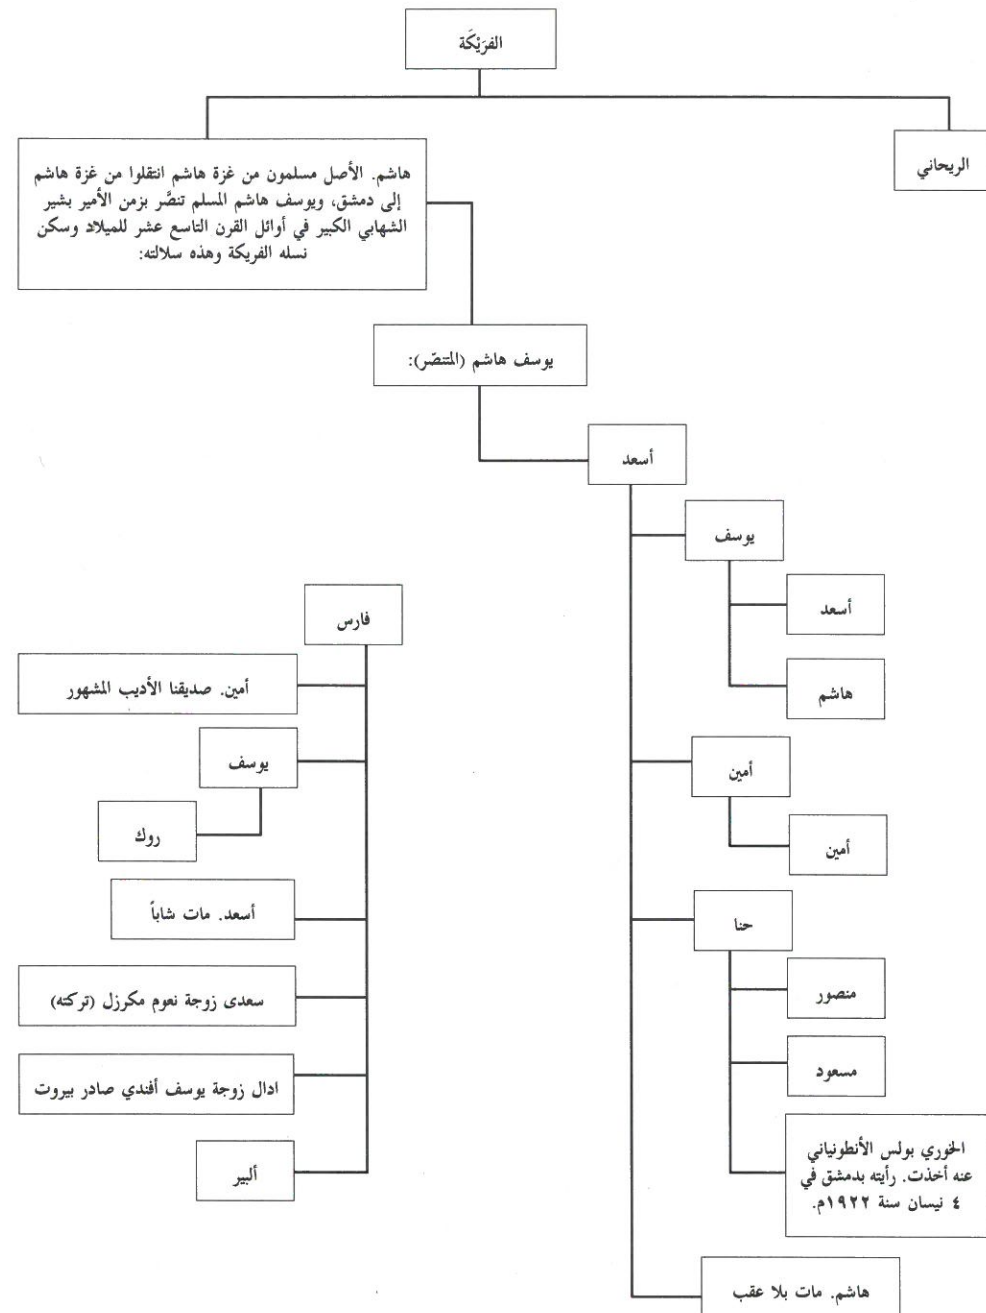 الفرَيْكَة
الريحاني
هاشم. الأصل مسلمون من غزة هاشم انتقلوا من غزة هاشم
إلى دمشق، ويوسف هاشم المسلم تنصَّر بزمن الأمير بشير
الشهابي الكبير في أوائل القرن التاسع عشر للميلاد وسكن
نسله الفريكة وهذه سلالته:
يوسف هاشم (المتنصّر):
أسعد
يوسف
أسعد
هاشم
أمين
أمين
حنا
منصور
مسعود
الخوري بولس الأنطونياني
عنه أخذت. رأيته بدمشق في
٤ نيسان سنة ١٩٢٢م.
هاشم. مات بلا عقب
فارس
أمين. صديقنا الأديب المشهور
يوسف
روك
أسعد. مات شاباً
سعدى زوجة نعوم مكرزل (تركته)
ادال زوجة يوسف أفندي صادر بيروت
ألبير